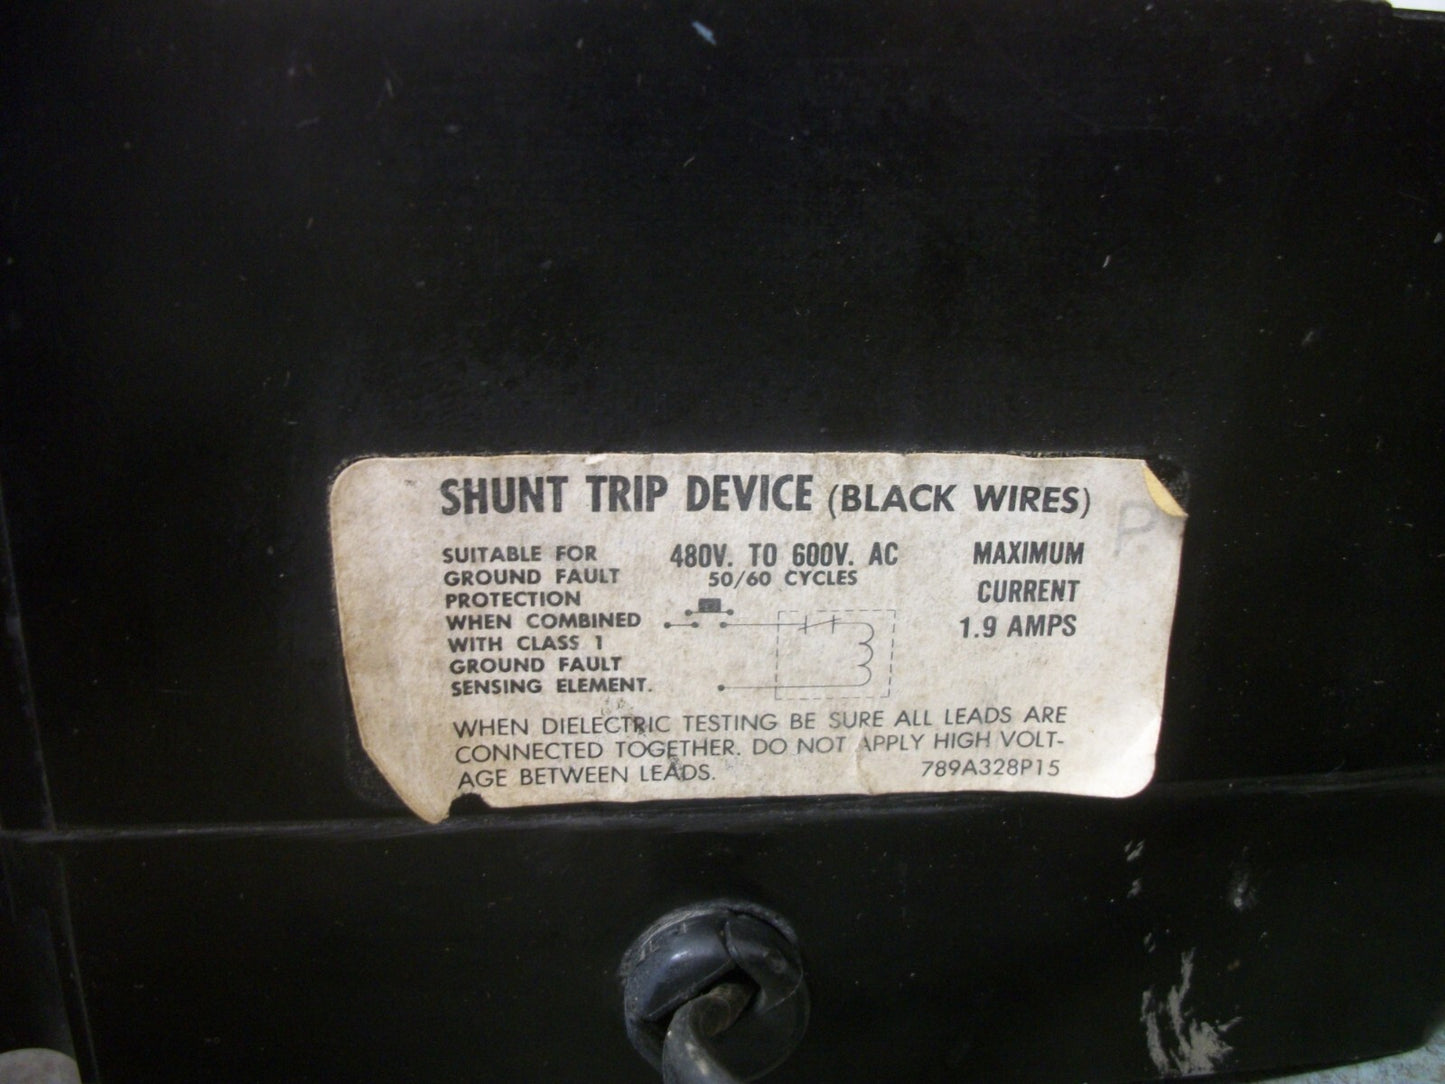 SHUNT TRIP DEVICE (BLACK WIRES)
P
SUITABLE FOR
GROUND FAULT
PROTECTION
WHEN COMBINED
WITH CLASS 1
GROUND FAULT
SENSING ELEMENT.
480V. TO 600V. AC
50/60 CYCLES
MAXIMUM
CURRENT
1.9 AMPS
WHEN DIELECTRIC TESTING BE SURE ALL LEADS ARE
CONNECTED TOGETHER. DO NOT APPLY HIGH VOLT-
AGE BETWEEN LEADS. 789A328P15